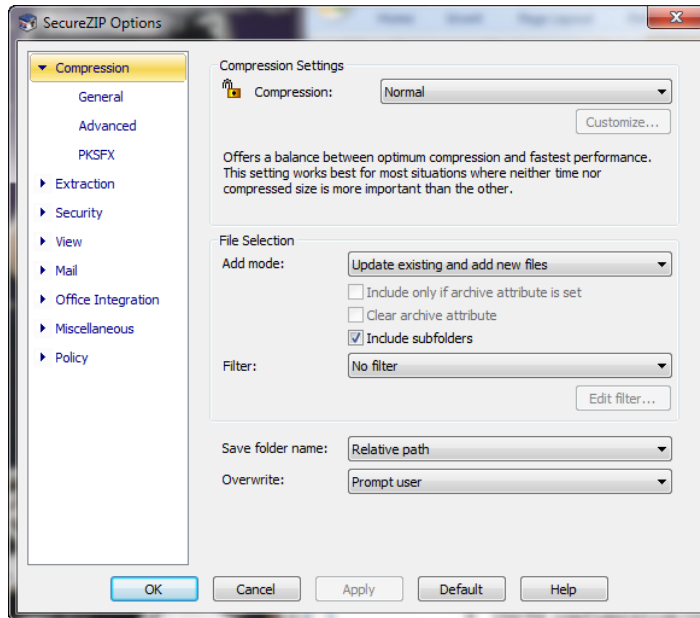 SecureZIP Options
Compression
General
Advanced
PKSFX
Extraction
Security
View
Mail
Office Integration
Miscellaneous
Policy
Compression Settings
Compression: Normal
Customize...
Offers a balance between optimum compression and fastest performance.
This setting works best for most situations where neither time nor
compressed size is more important than the other.
File Selection
Add mode: Update existing and add new files
Include only if archive attribute is set
Clear archive attribute
Include subfolders
Filter: No filter
Edit filter...
Save folder name: Relative path
Overwrite: Prompt user
OK Cancel Apply Default Help